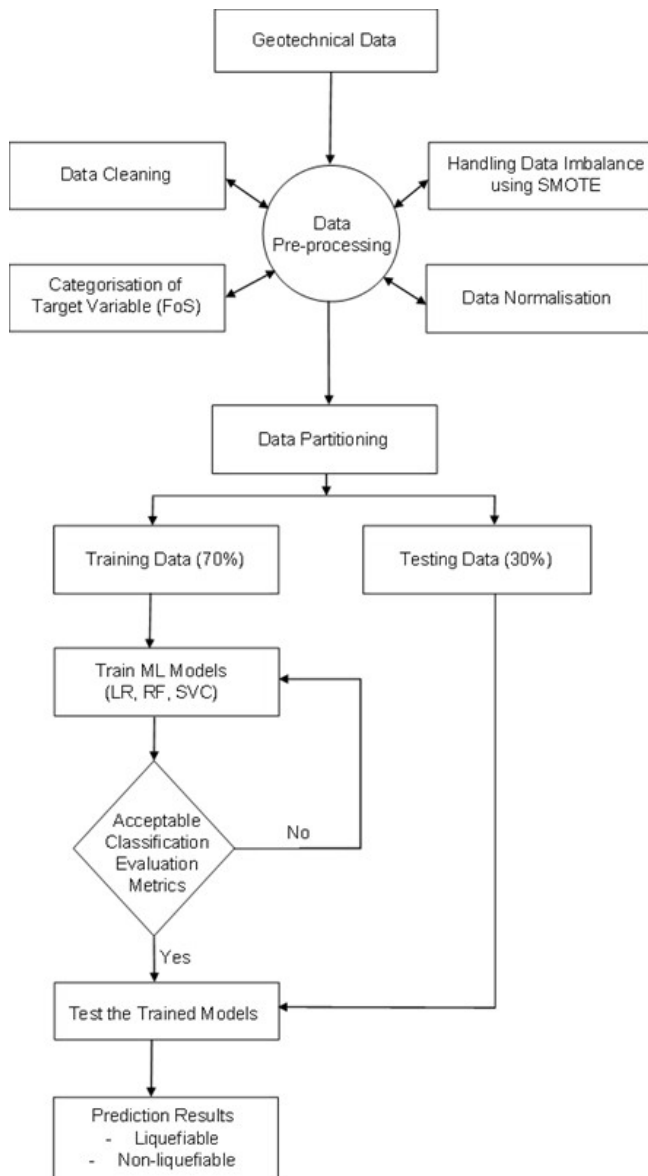 Geotechnical Data
Data Cleaning
Handling Data Imbalance
using SMOTE
Data
Pre-processing
Categorisation of
Target Variable (FoS)
Data Normalisation
Data Partitioning
Training Data (70%)
Testing Data (30%)
Train ML Models
(LR, RF, SVC)
Acceptable
Classification
Evaluation
Metrics
No
Yes
Test the Trained Models
Prediction Results
- Liquefiable
- Non-liquefiable